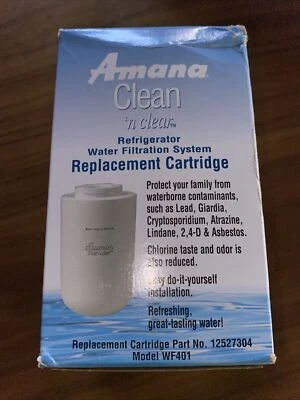 Amana
Clean
'n clear™
Refrigerator
Water Filtration System
Replacement Cartridge
Protect your family from
waterborne contaminants,
such as Lead, Giardia,
Cryptosporidium, Atrazine,
Lindane, 2,4-D & Asbestos.
Chlorine taste and odor is
also reduced.
Easy do-it-yourself
installation.
Refreshing,
great-tasting water!
Amana
Replacement Cartridge Part No. 12527304
Model WF401